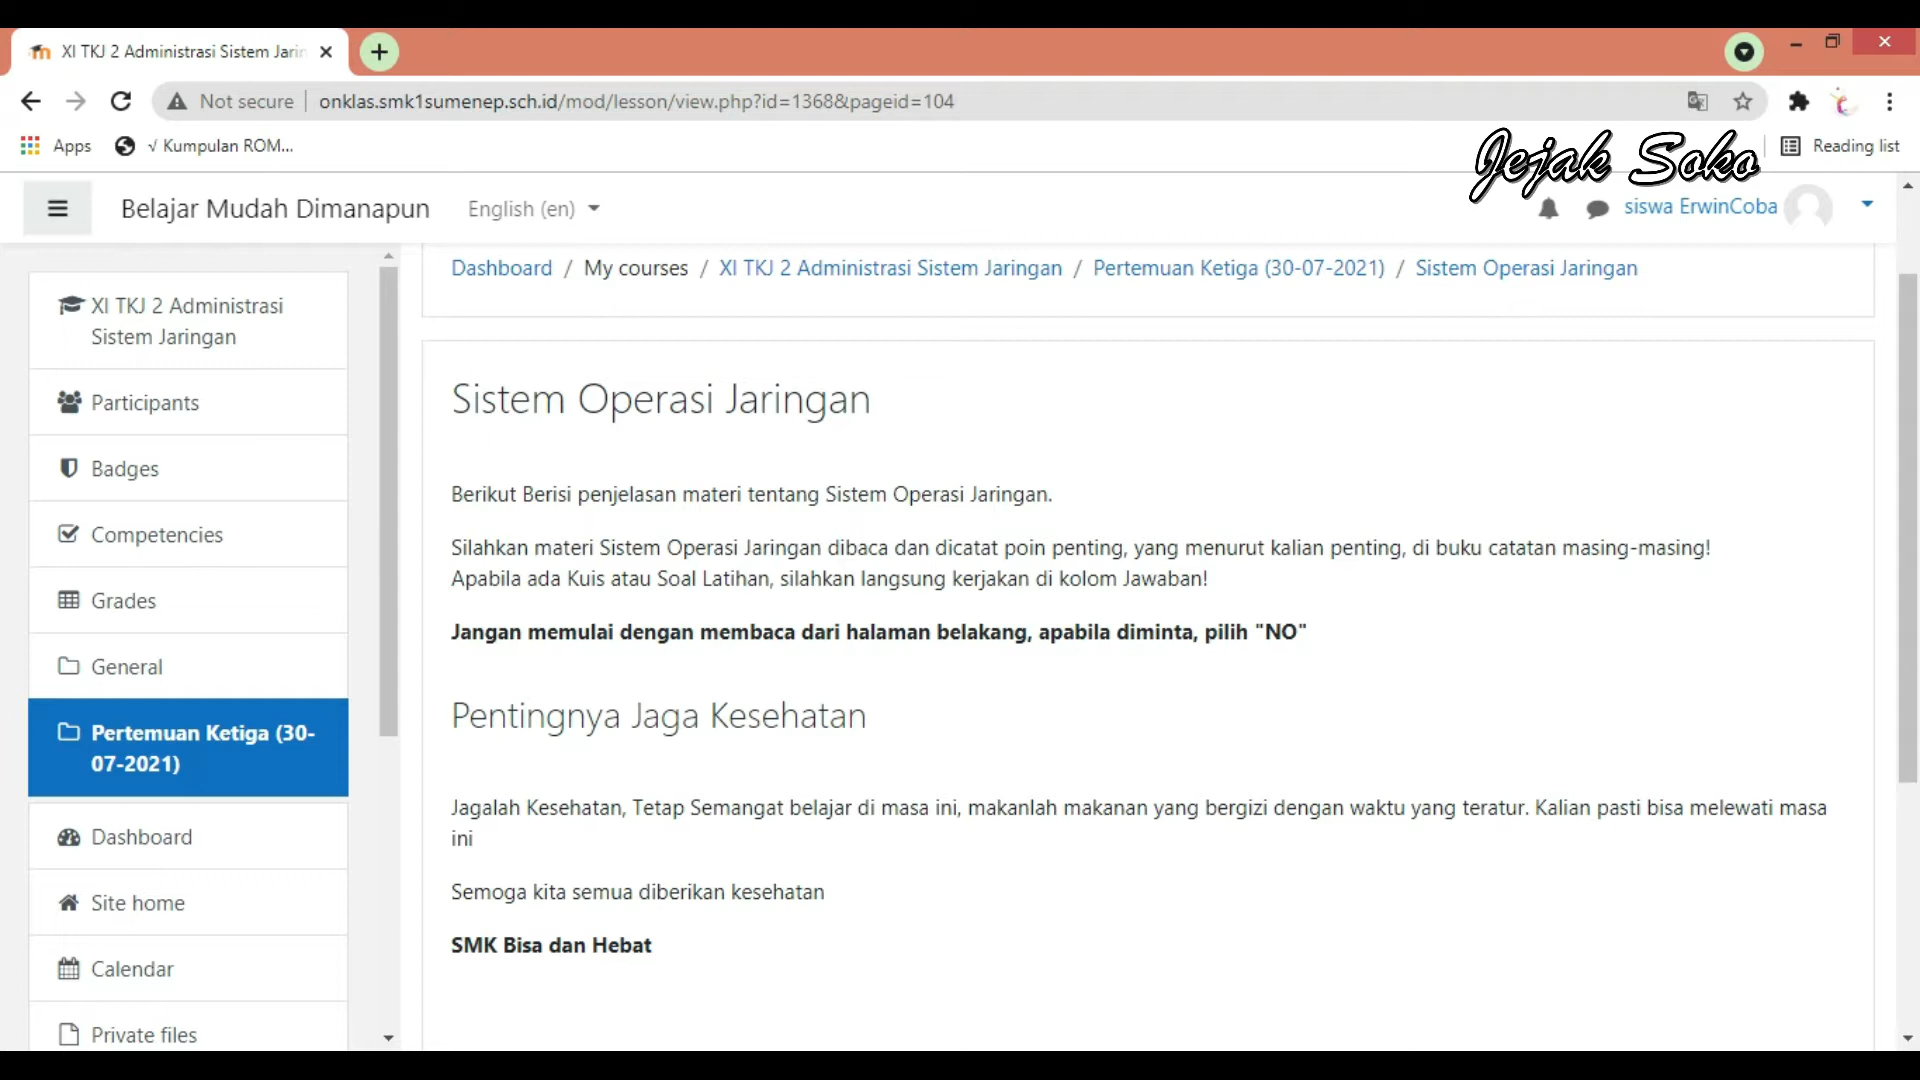 XI TKJ 2 Administrasi Sistem Jarin
Not secure
onklas.smk1sumenep.sch.id/mod/lesson/view.php?id=1368&pageid=104
Apps
√ Kumpulan ROM...
Reading list
Jejak Soko
Belajar Mudah Dimanapun
English (en)
siswa ErwinCoba
Dashboard / My courses / XI TKJ 2 Administrasi Sistem Jaringan / Pertemuan Ketiga (30-07-2021) / Sistem Operasi Jaringan
XI TKJ 2 Administrasi
Sistem Jaringan
Participants
Badges
Competencies
Grades
General
Pertemuan Ketiga (30-
07-2021)
Dashboard
Site home
Calendar
Private files
Sistem Operasi Jaringan
Berikut Berisi penjelasan materi tentang Sistem Operasi Jaringan.
Silahkan materi Sistem Operasi Jaringan dibaca dan dicatat poin penting, yang menurut kalian penting, di buku catatan masing-masing!
Apabila ada Kuis atau Soal Latihan, silahkan langsung kerjakan di kolom Jawaban!
Jangan memulai dengan membaca dari halaman belakang, apabila diminta, pilih "NO"
Pentingnya Jaga Kesehatan
Jagalah Kesehatan, Tetap Semangat belajar di masa ini, makanlah makanan yang bergizi dengan waktu yang teratur. Kalian pasti bisa melewati masa
ini
Semoga kita semua diberikan kesehatan
SMK Bisa dan Hebat